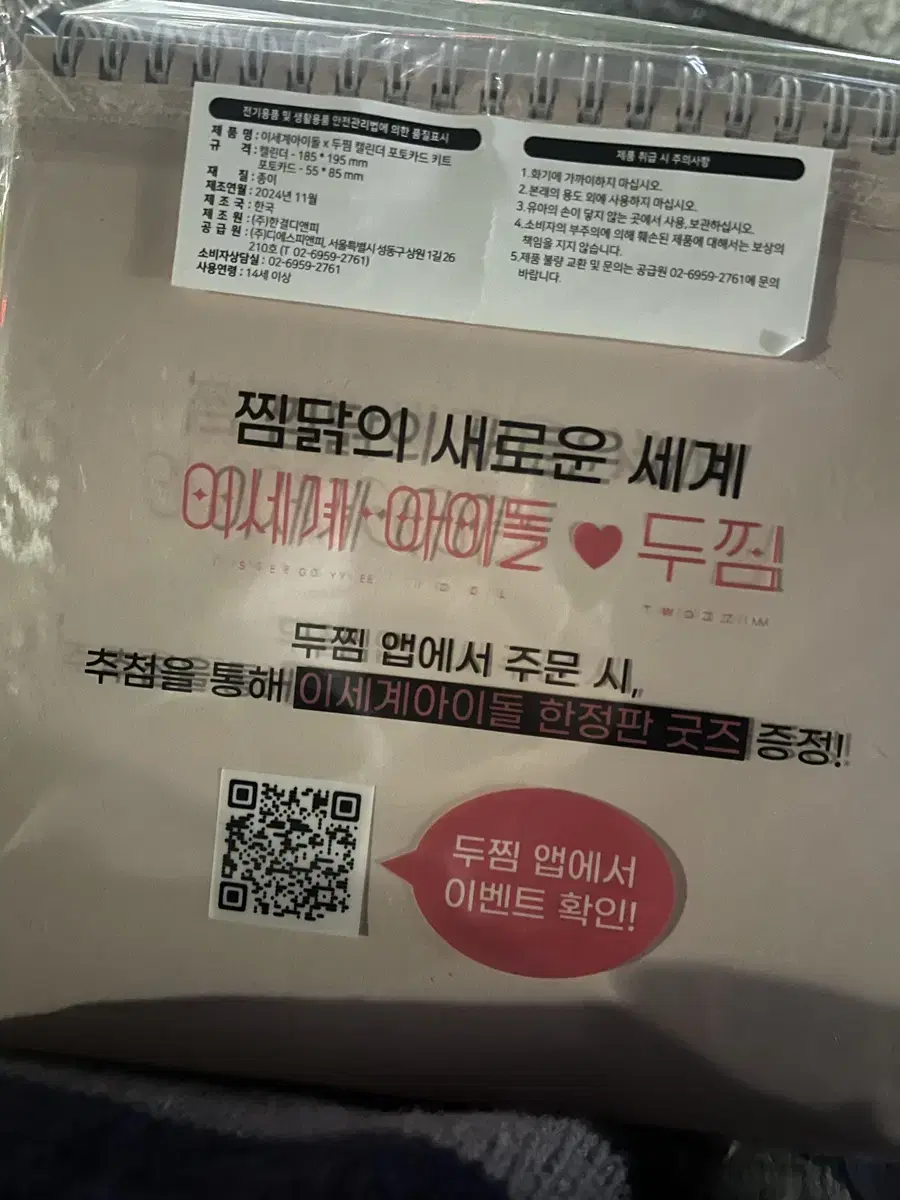 전기용품 및 생활용품 안전관리법에 의한 품질표시
제 품 명 : 이세계아이돌 x 두찜 캘린더 포토카드 키트
규 격 : 캘린더 - 185 * 195 mm
포토카드 - 55 * 85 mm
재 질 : 종이
제조연월 : 2024년 11월
제 조 국 : 한국
제 조 원 : (주)한결디앤피
공 급 원 : (주)디에스피앤피, 서울특별시 성동구 상원 1길 26
210호 (T 02-6959-2761)
소비자상담실 : 02-6959-2761
사용연령 : 14세 이상
제품 취급 시 주의사항
1.화기에 가까이하지 마십시오.
2.본래의 용도 외에 사용하지 마십시오.
3.유아의 손이 닿지 않는 곳에서 사용, 보관하십시오.
4.소비자의 부주의에 의해 훼손된 제품에 대해서는 보상의
책임을 지지 않습니다.
5.제품 불량 교환 및 문의는 공급원 02-6959-2761에 문의
바랍니다.
찜닭의 새로운 세계
이세계아이돌 ♥ 두찜
TWOZZIM
두찜 앱에서 주문 시,
추첨을 통해 이세계아이돌 한정판 굿즈 증정!
두찜 앱에서
이벤트 확인!